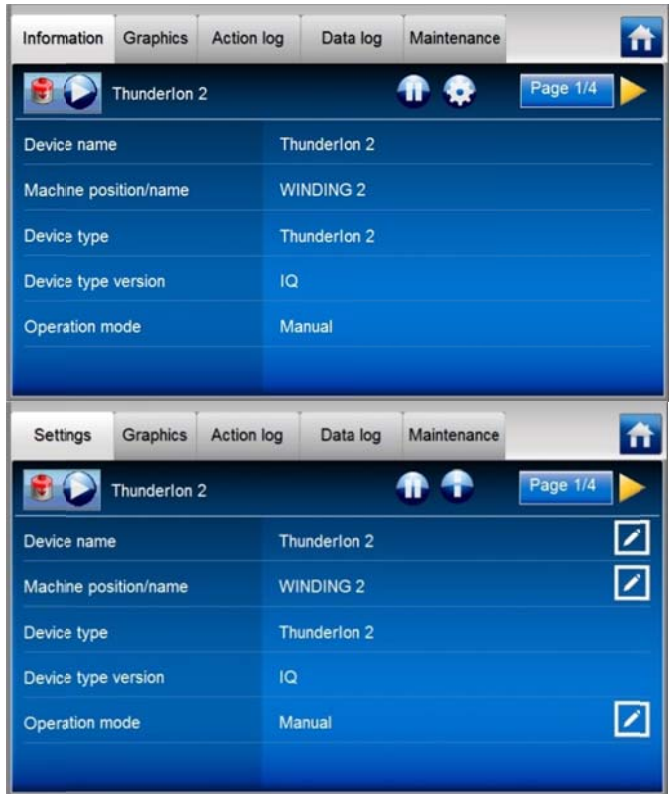 Information Graphics Action log Data log Maintenance
ThunderIon 2 Page 1/4
Device name ThunderIon 2
Machine position/name WINDING 2
Device type ThunderIon 2
Device type version IQ
Operation mode Manual
Settings Graphics Action log Data log Maintenance
ThunderIon 2 Page 1/4
Device name ThunderIon 2
Machine position/name WINDING 2
Device type ThunderIon 2
Device type version IQ
Operation mode Manual